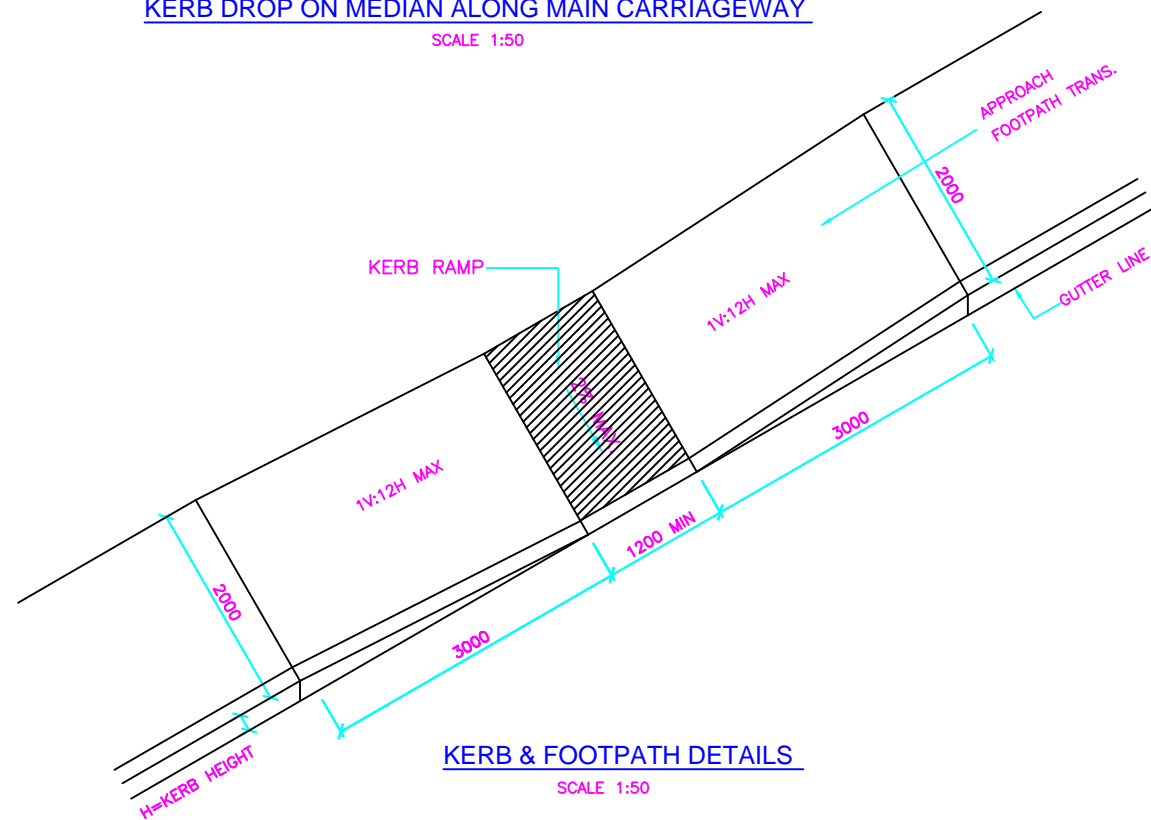 KERB DROP ON MEDIAN ALONG MAIN CARRIAGEWAY
SCALE 1:50
APPROACH
FOOTPATH TRANS.
2000
KERB RAMP
1V:12H MAX
GUTTER LINE
2% MAX.
3000
1V:12H MAX
1200 MIN
2000
3000
H=KERB HEIGHT
KERB & FOOTPATH DETAILS
SCALE 1:50